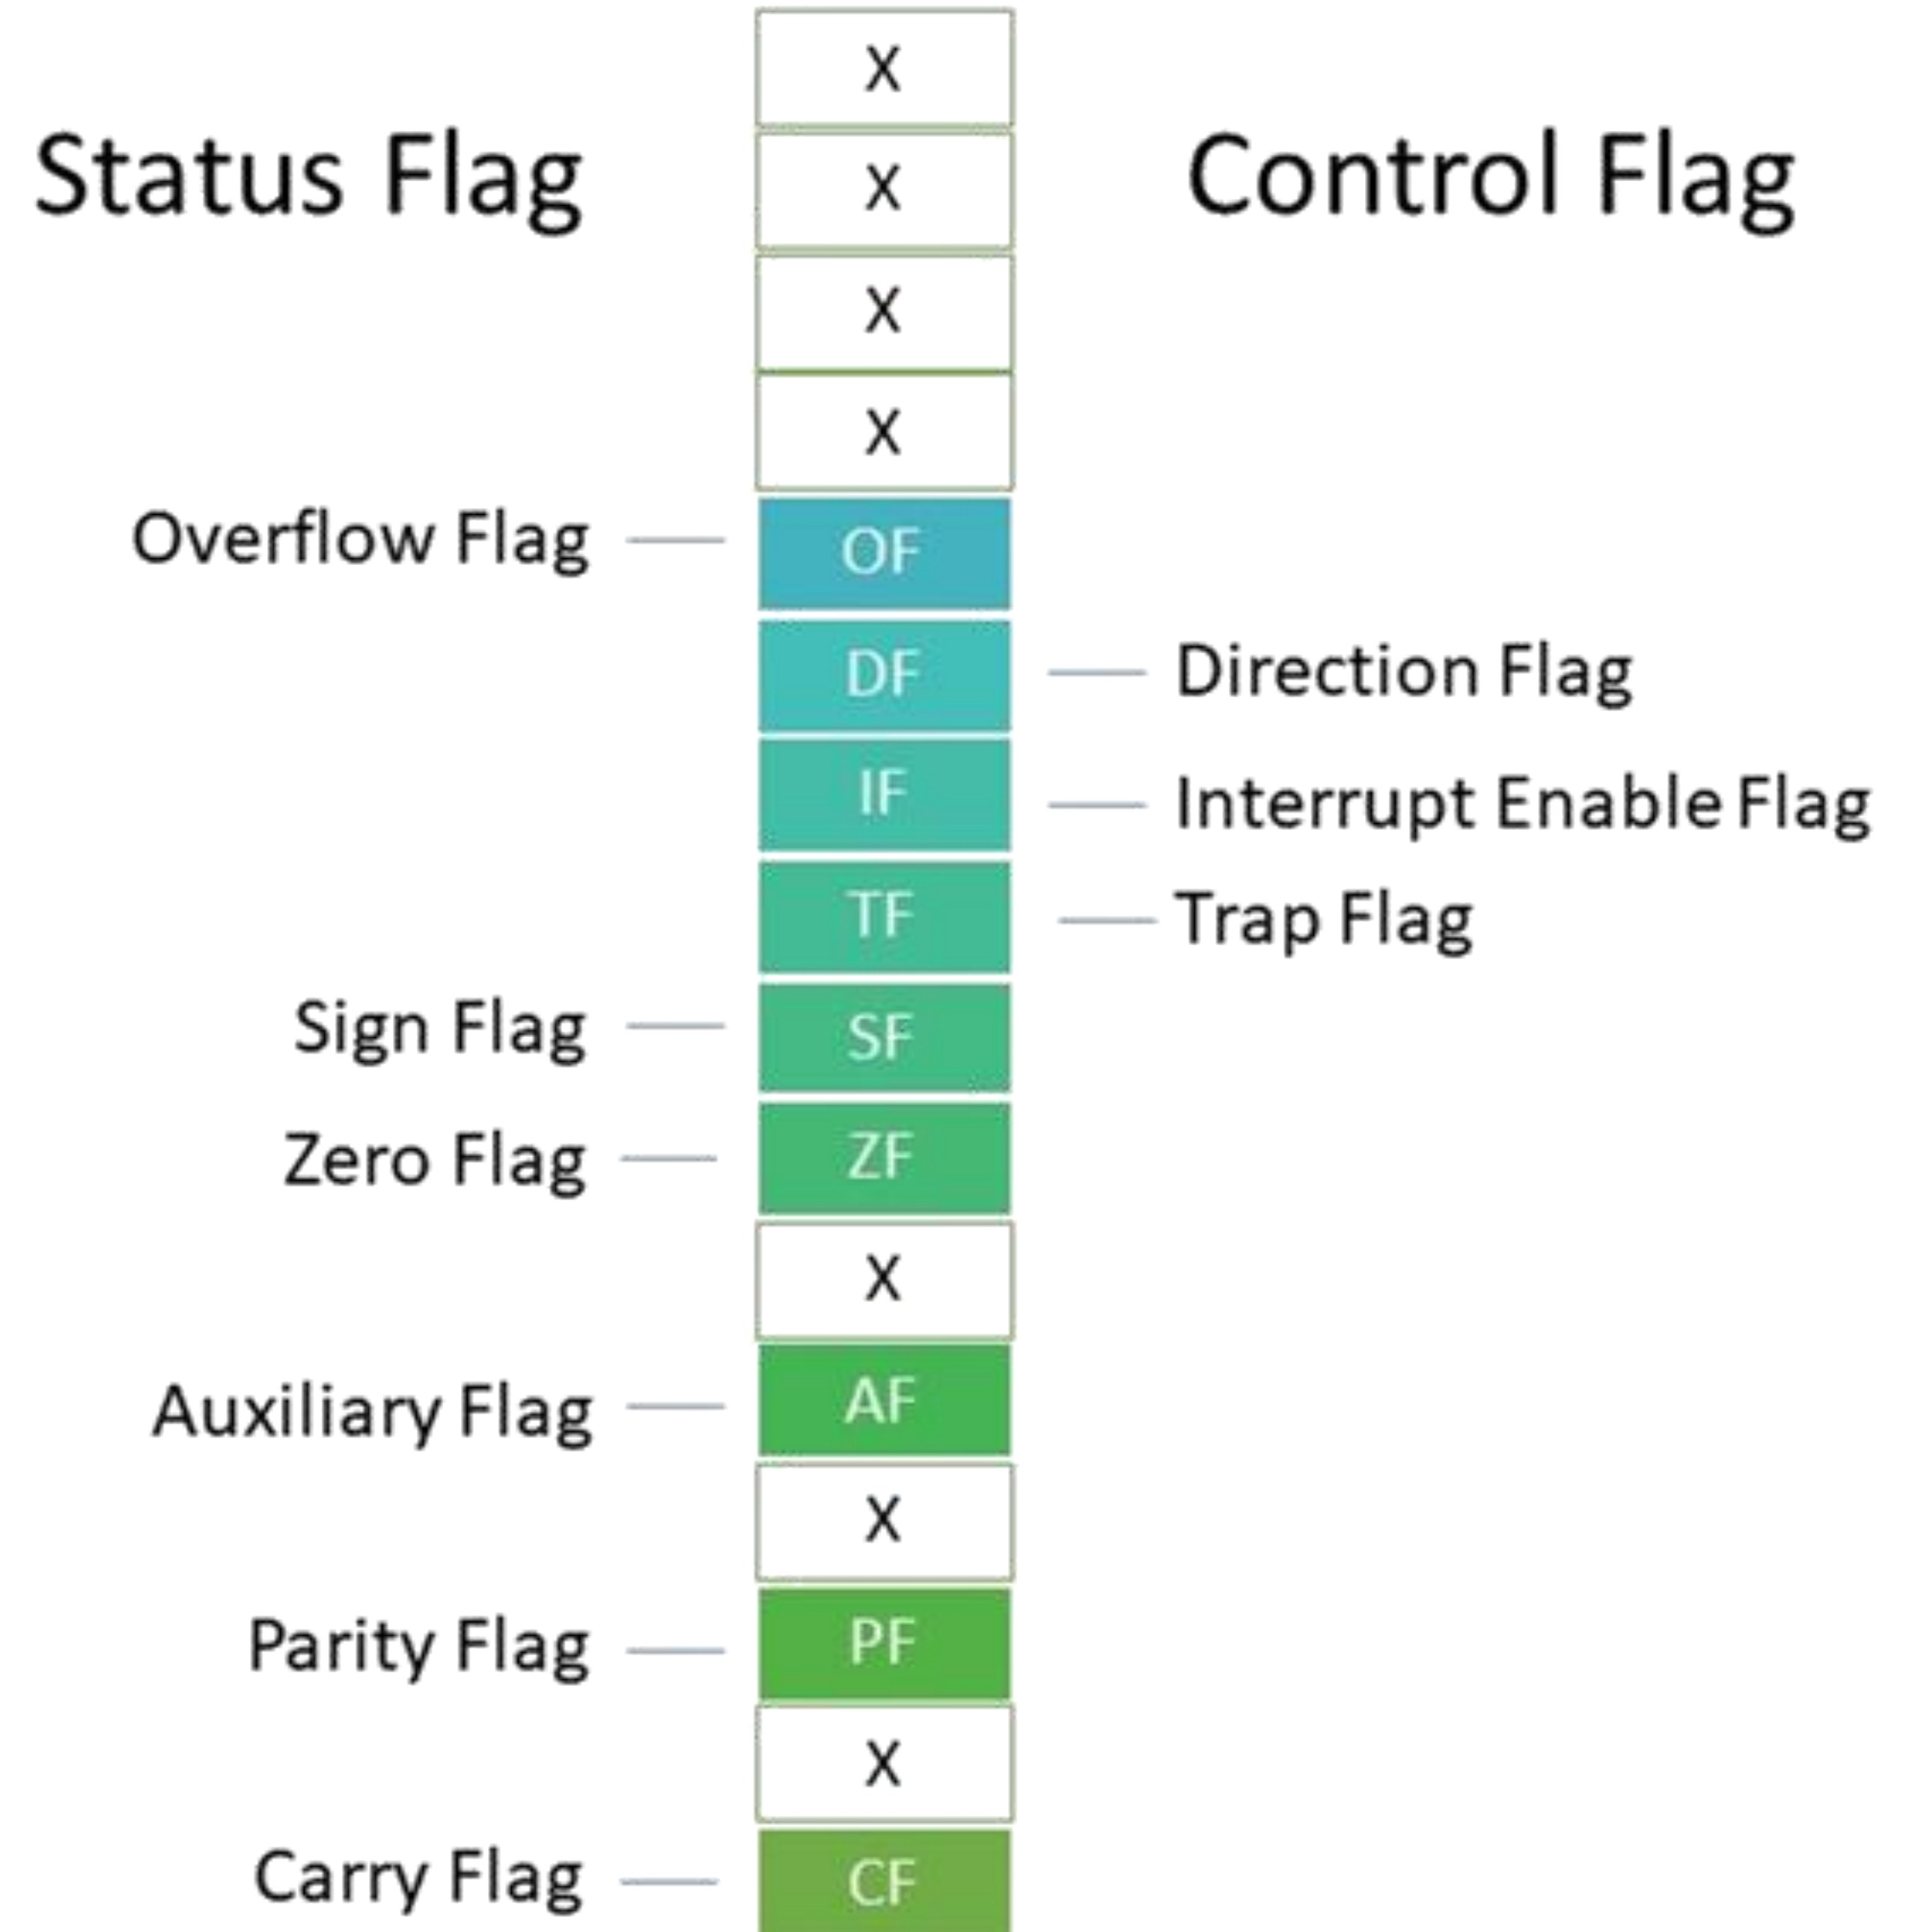 X
Status Flag
X
Control Flag
X
X
Overflow Flag
OF
DF
Direction Flag
IF
Interrupt Enable Flag
TF
Trap Flag
Sign Flag
SF
Zero Flag
ZF
X
Auxiliary Flag
AF
X
Parity Flag
PF
X
Carry Flag
CF